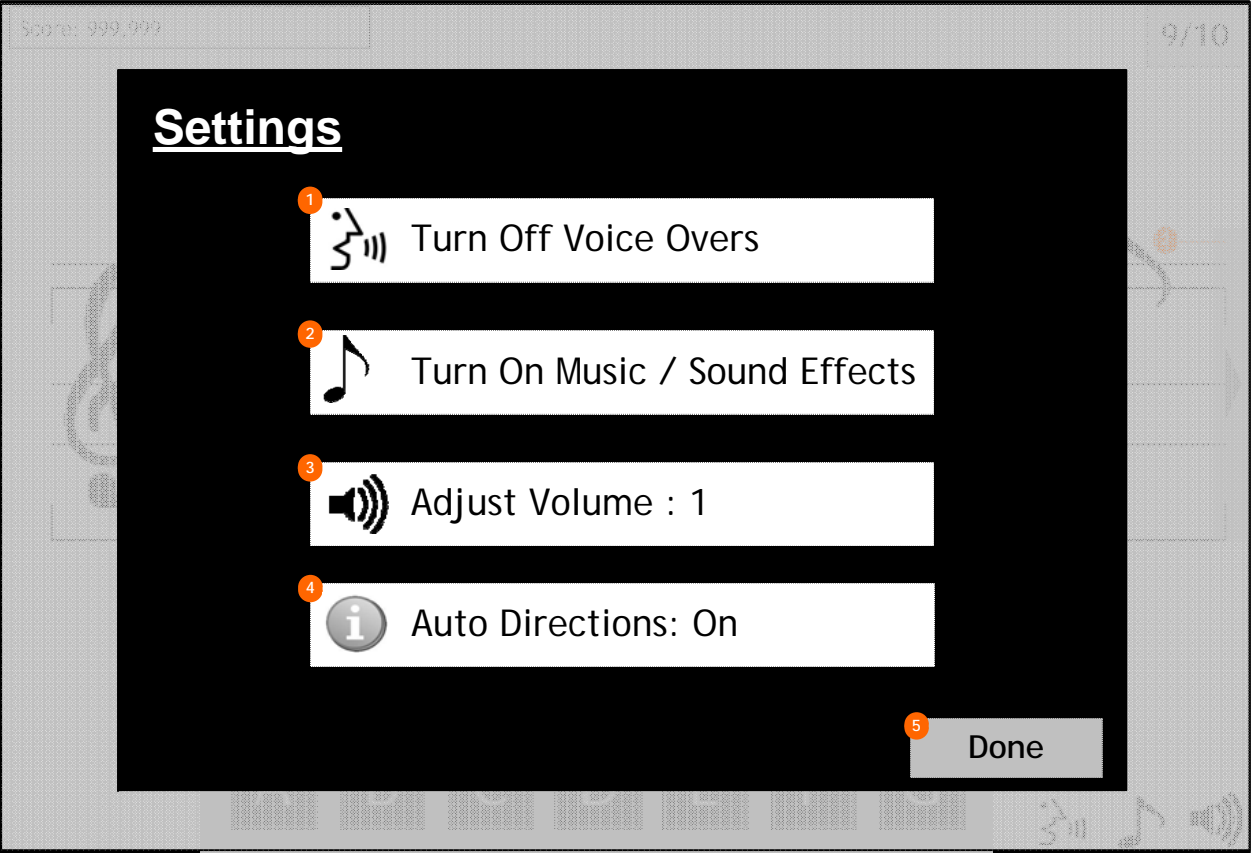 Score: 999,999
9/10
Settings
1
Turn Off Voice Overs
2
Turn On Music / Sound Effects
3
Adjust Volume : 1
4
Auto Directions: On
5
Done
A B C D E F G